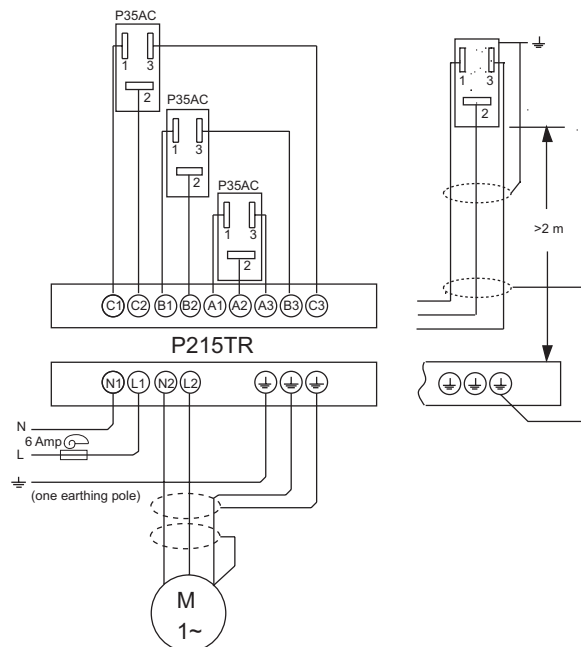 P35AC
1 3
2
P35AC
1 3
2
P35AC
1 3
2
C1 C2 B1 B2 A1 A2 A3 B3 C3
P215TR
N1 L1 N2 L2
N
6 Amp
L
(one earthing pole)
M
1~
1 3
2
>2 m